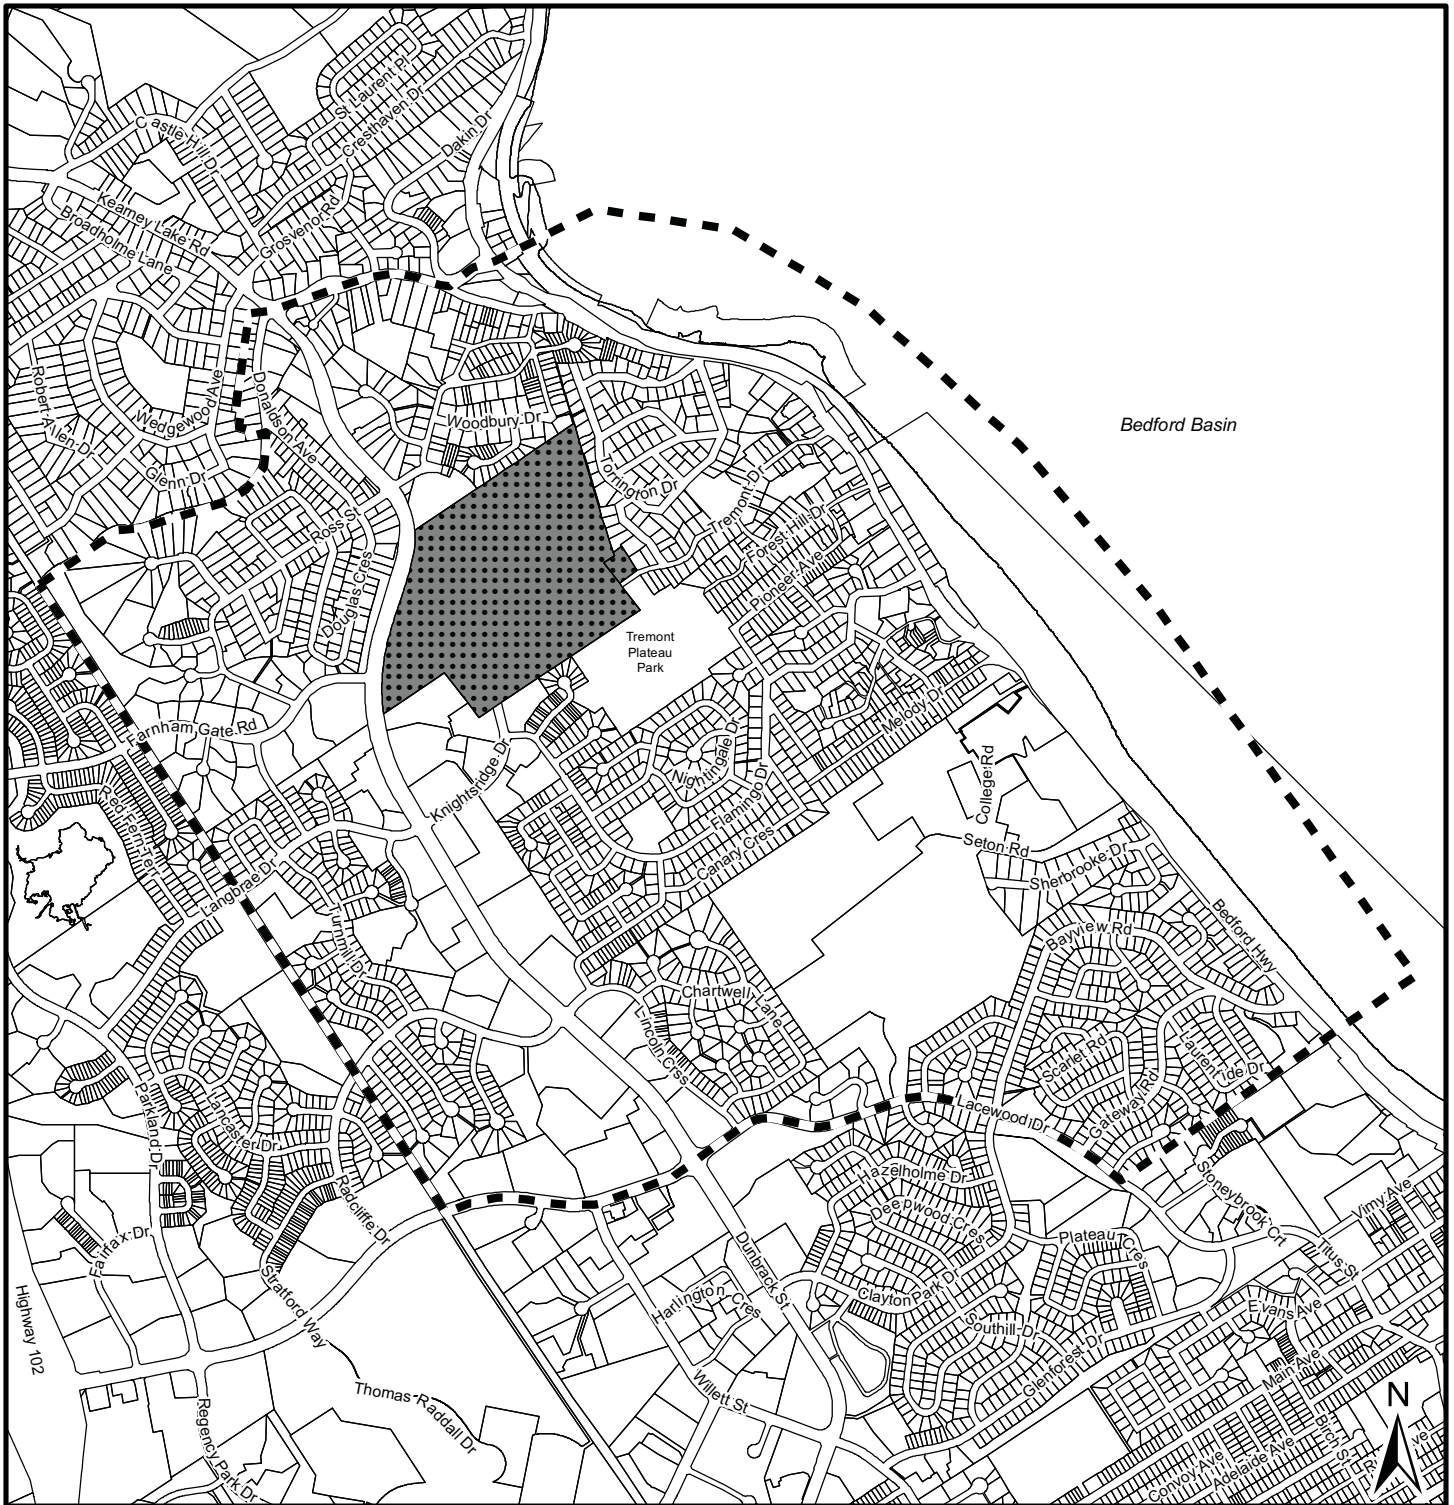 St Laurent Pl
Cresthaven Dr
Castle Hill Dr
Dakin Dr
Kearney Lake Rd
Grosvenor Rd
Broadholme Lane
Robert Allen Dr
Wedgewood Ave
Donaldson Ave
Glenn Dr
Woodbury Dr
Bedford Basin
Torrington Dr
Tremont Dr
Ross St
Forest Hill Dr
Pioneer Ave
Douglas Cres
Tremont
Plateau
Park
Farnham Gate Rd
Melody Dr
Nightingale Dr
Knightsridge Dr
Flamingo Dr
College Rd
Red Fern Terr
Canary Cres
Seton Rd
Sherbrooke Dr
Langbrae Dr
Turnmill Dr
Bayview Rd
Bedford Hwy
Chartwell Lane
Lincoln Crss
Scarlet Rd
Laurentide Dr
Gateway Rd
Lacewood Dr
Parkland Dr
Lancaster Dr
Radcliffe Dr
Hazelholme Dr
Deepwood Cres
Stoneybrook Crt
Vimy Ave
Plateau Cres
Titus St
Fairfax Dr
Stratford Way
Dunbrack St
Harlington Cres
Clayton Park Dr
Southill Dr
Evans Ave
Highway 102
Glenforest Dr
Main Ave
Thomas Raddall Dr
Willett St
Regency Park Dr
Birch St
Convoy Ave
Adelaide Ave
N